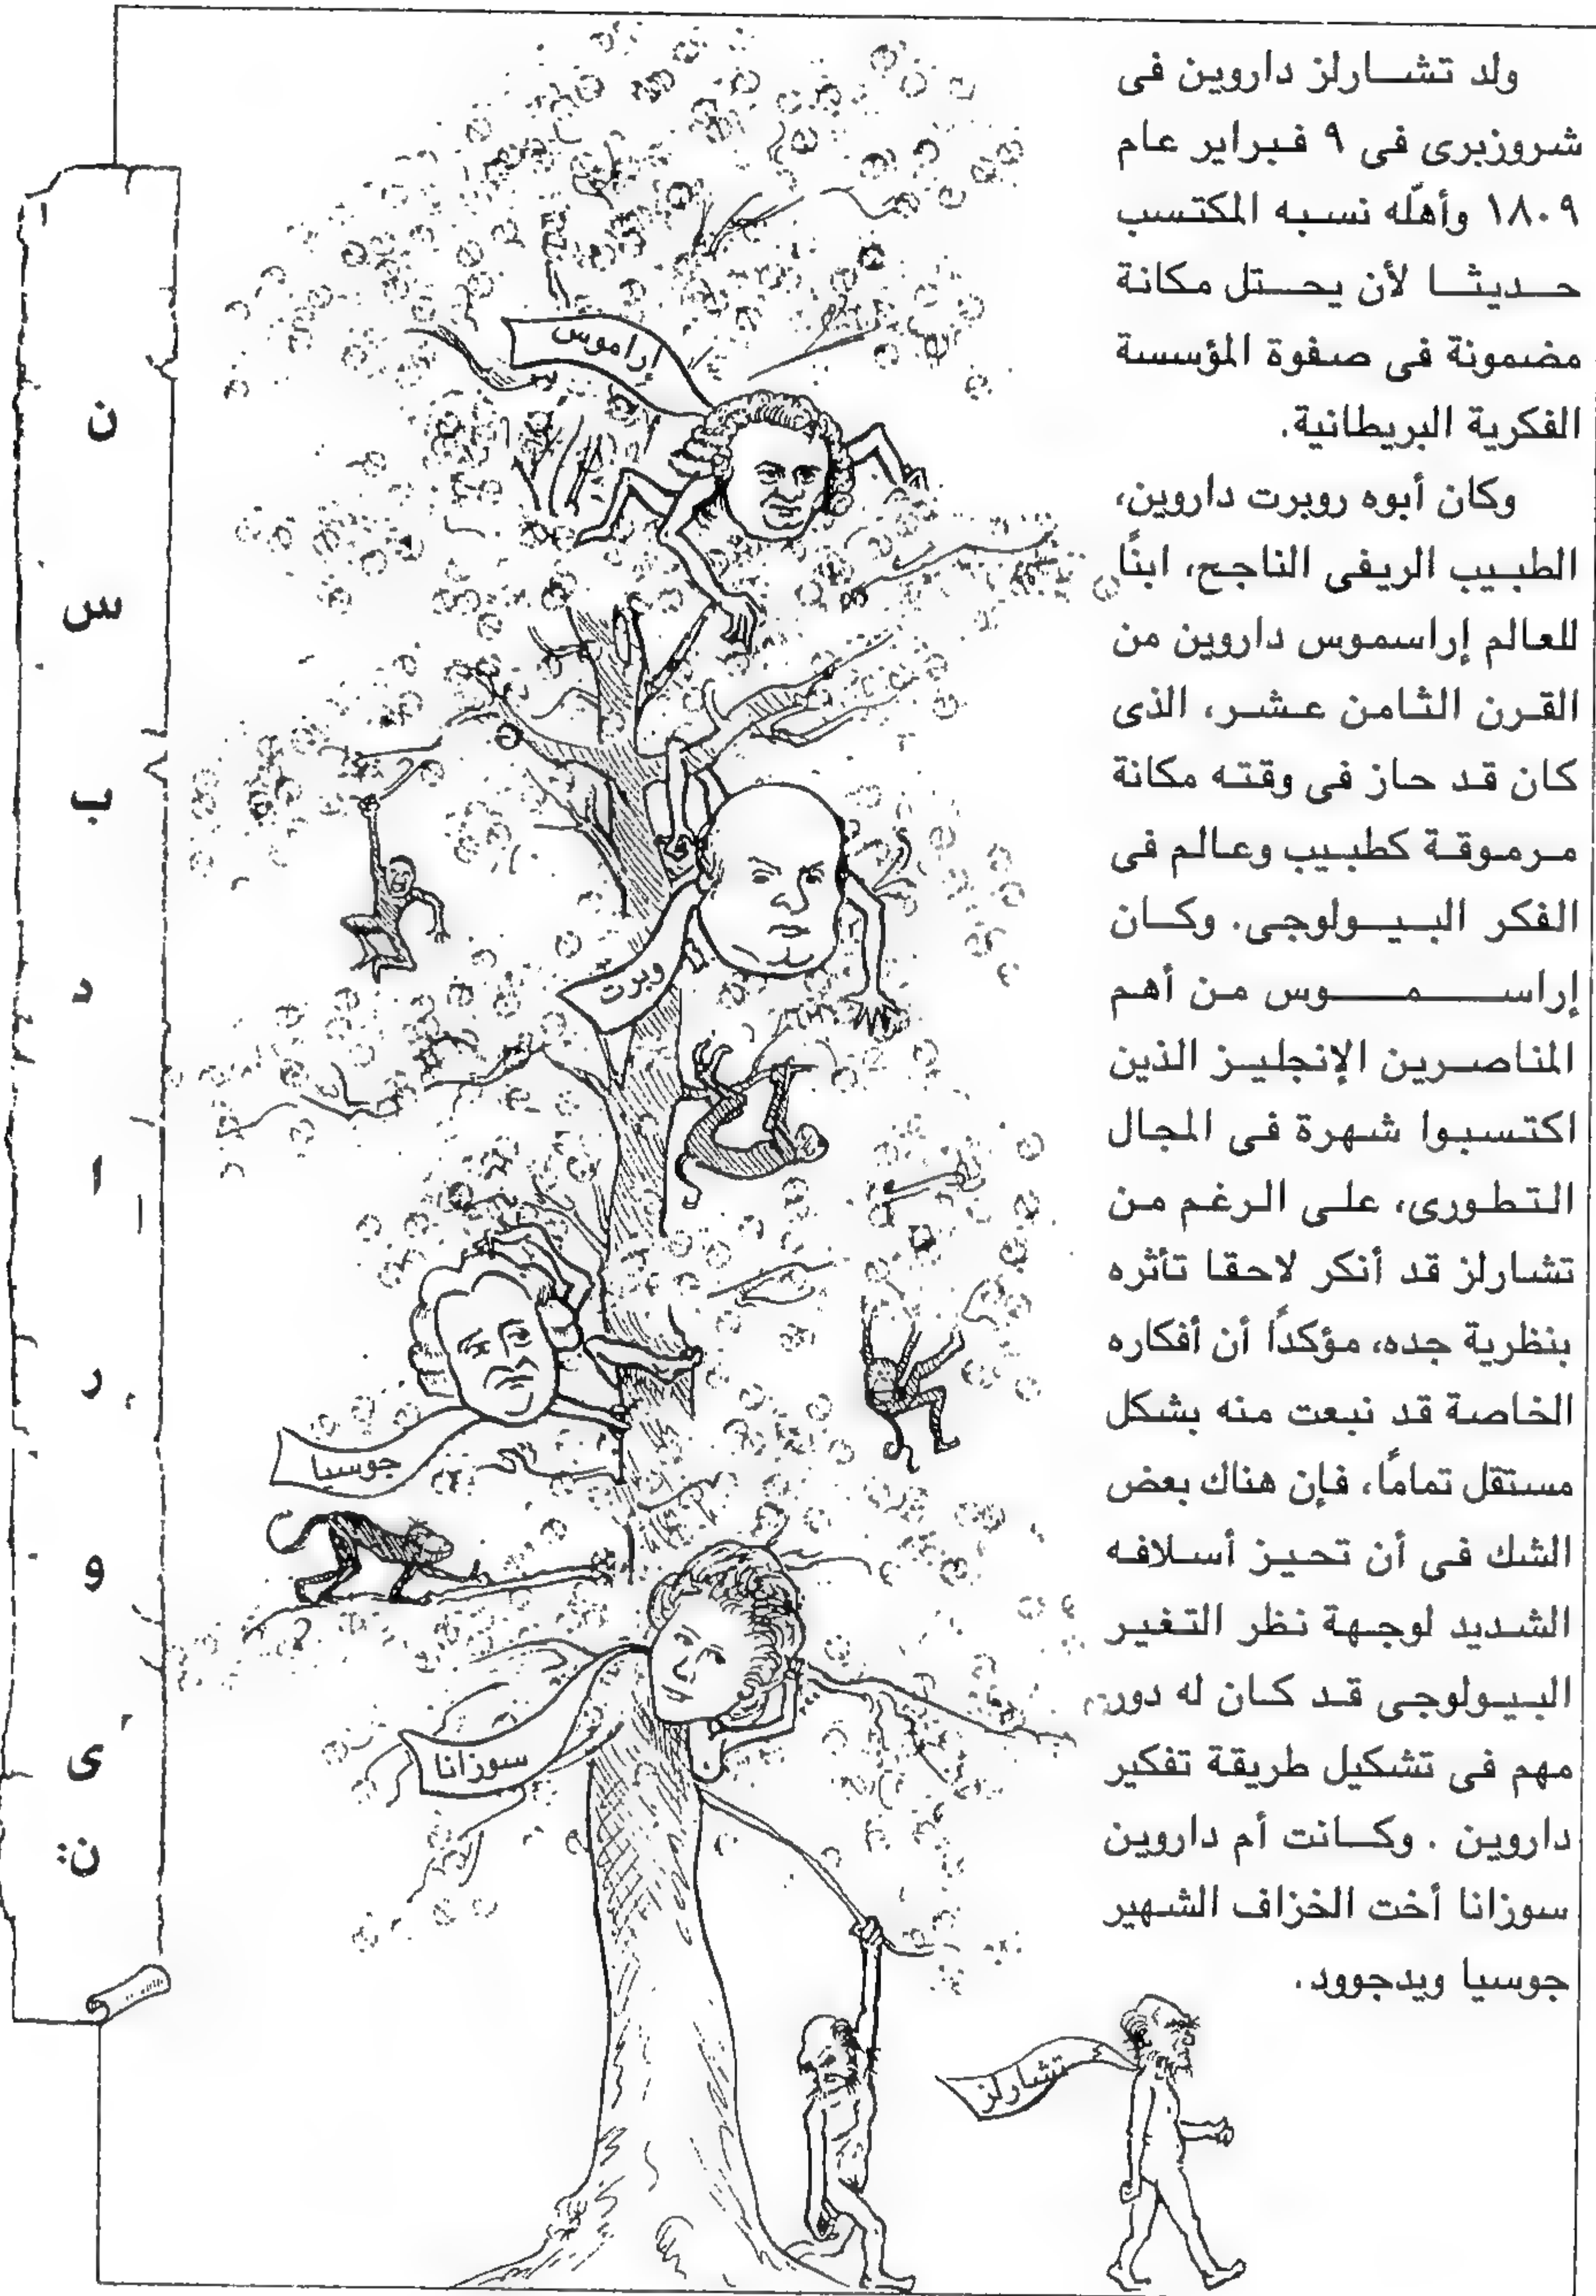 ولد تشارلز داروين فى
شروزبرى فى ٩ فبراير عام
١٨٠٩ وأهلّه نسبه المكتسب
حديثا لأن يحتل مكانة
مضمونة فى صفوة المؤسسة
الفكرية البريطانية.
وكان أبوه روبرت داروين،
الطبيب الريفى الناجح، ابنًا
للعالم إراسموس داروين من
القرن الثامن عشر، الذى
كان قد حاز فى وقته مكانة
مرموقة كطبيب وعالم فى
الفكر البيولوجى. وكان
إراسموس من أهم
المناصرين الإنجليز الذين
اكتسبوا شهرة فى المجال
التطورى، على الرغم من
تشارلز قد أنكر لاحقا تأثره
بنظرية جده، مؤكدًا أن أفكاره
الخاصة قد نبعت منه بشكل
مستقل تمامًا، فإن هناك بعض
الشك فى أن تحيز أسلافه
الشديد لوجهة نظر التغير
البيولوجى قد كان له دور
مهم فى تشكيل طريقة تفكير
داروين . وكانت أم داروين
سوزانا أخت الخزاف الشهير
جوسيا ويدجوود.
إراموس
وبرت
جوسيا
سوزانا
تشارلز
ن
س
ب
د
ا
ر
و
ى
ن: